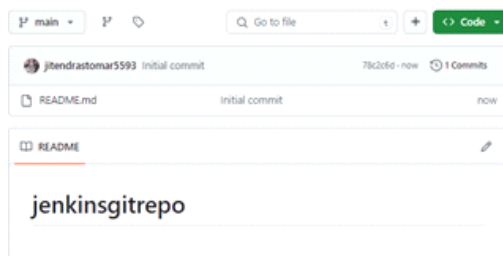 main
Go to file
t
Code
jitendrastomar5593 Initial commit
78c2c6d · now
1 Commits
README.md
Initial commit
now
README
jenkinsgitrepo